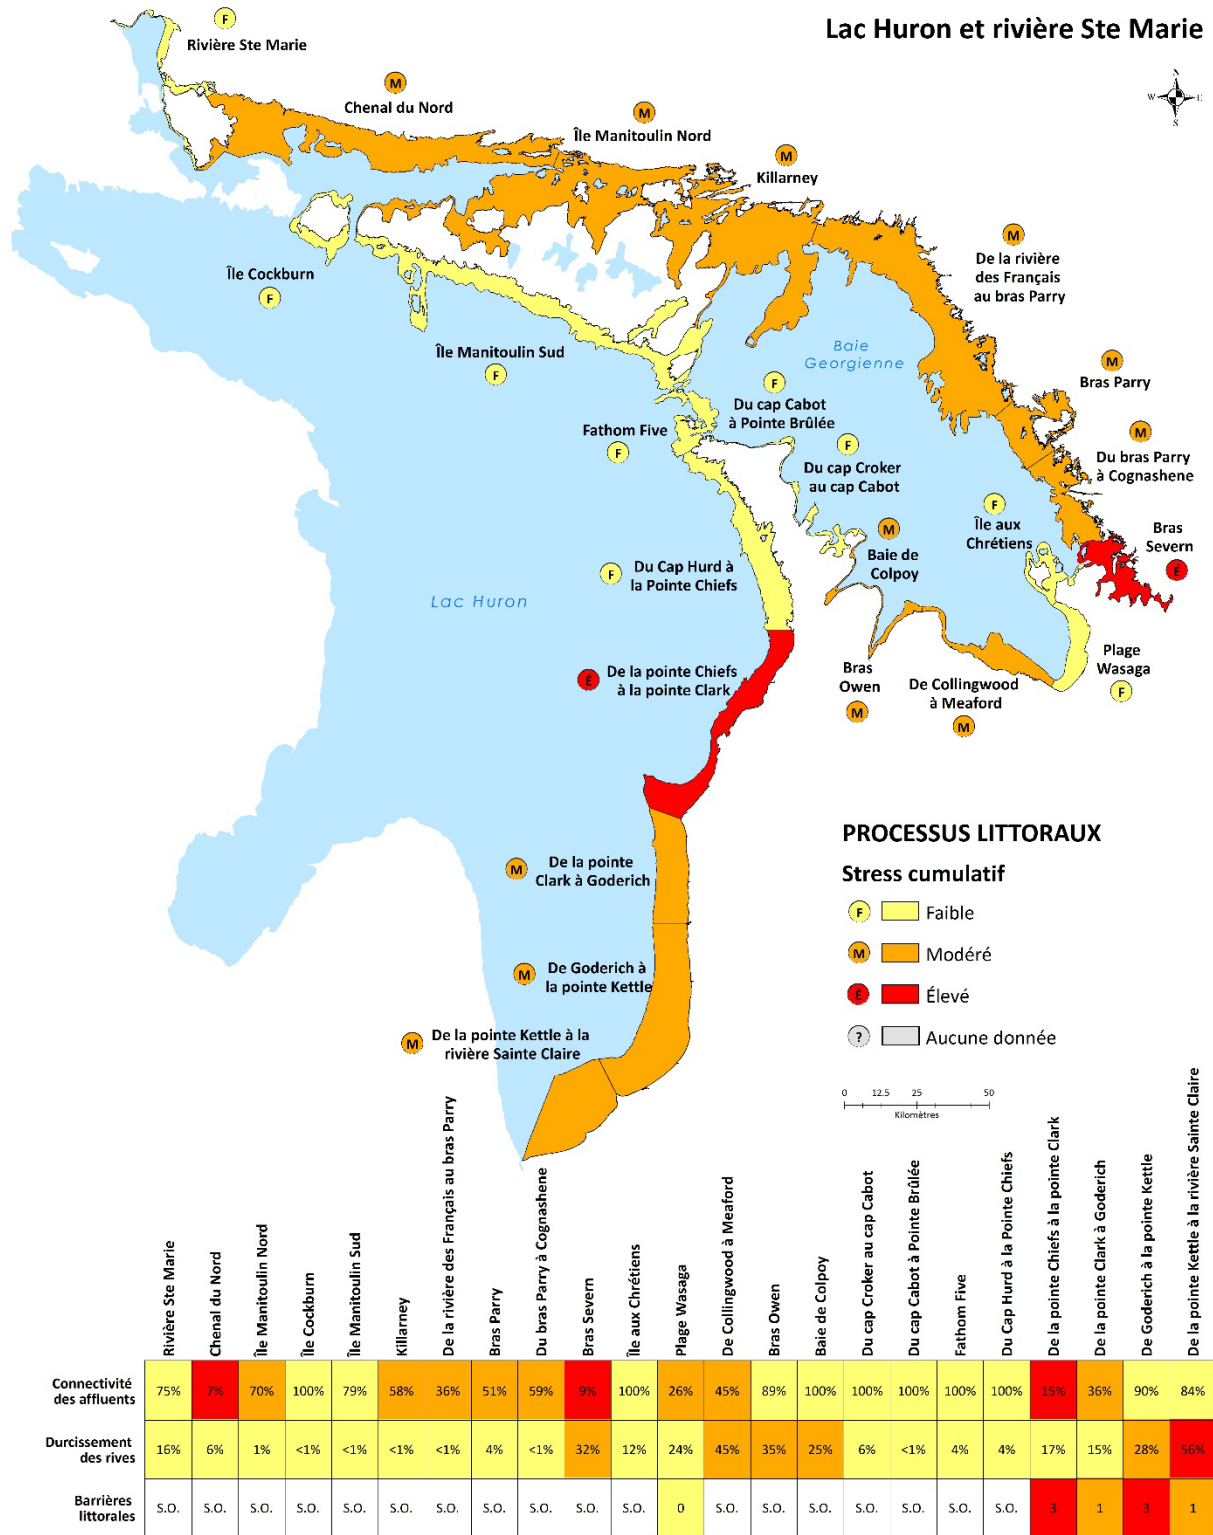 Lac Huron et rivière Ste Marie
N
W
E
S
F
Rivière Ste Marie
M
Chenal du Nord
M
Île Manitoulin Nord
M
Killarney
M
De la rivière
des Français
au bras Parry
Île Cockburn
F
Île Manitoulin Sud
F
Baie
Georgienne
M
Bras Parry
F
Du cap Cabot
à Pointe Brûlée
Fathom Five
F
F
Du cap Croker
au cap Cabot
M
Du bras Parry
à Cognashene
F
Île aux
Chrétiens
M
Baie de
Colpoy
Bras
Severn
É
F
Du Cap Hurd à
la Pointe Chiefs
Lac Huron
É
De la pointe Chiefs
à la pointe Clark
Bras
Owen
M
De Collingwood
à Meaford
M
Plage
Wasaga
F
M
De la pointe
Clark à Goderich
M
De Goderich à
la pointe Kettle
M
De la pointe Kettle à la
rivière Sainte Claire
PROCESSUS LITTORAUX
Stress cumulatif
F Faible
M Modéré
É Élevé
? Aucune donnée
0 12.5 25 50
Kilomètres
Rivière Ste Marie
Chenal du Nord
Île Manitoulin Nord
Île Cockburn
Île Manitoulin Sud
Killarney
De la rivière des Français au bras Parry
Bras Parry
Du bras Parry à Cognashene
Bras Severn
Île aux Chrétiens
Plage Wasaga
De Collingwood à Meaford
Bras Owen
Baie de Colpoy
Du cap Croker au cap Cabot
Du cap Cabot à Pointe Brûlée
Fathom Five
Du Cap Hurd à la Pointe Chiefs
De la pointe Chiefs à la pointe Clark
De la pointe Clark à Goderich
De Goderich à la pointe Kettle
De la pointe Kettle à la rivière Sainte Claire
Connectivité
des affluents
75% 7% 70% 100% 79% 58% 36% 51% 59% 9% 100% 26% 45% 89% 100% 100% 100% 100% 100% 15% 36% 90% 84%
Durcissement
des rives
16% 6% 1% <1% <1% <1% <1% 4% <1% 32% 12% 24% 45% 35% 25% 6% <1% 4% 4% 17% 15% 28% 56%
Barrières
littorales
S.O. S.O. S.O. S.O. S.O. S.O. S.O. S.O. S.O. S.O. S.O. 0 S.O. S.O. S.O. S.O. S.O. S.O. S.O. 3 1 3 1